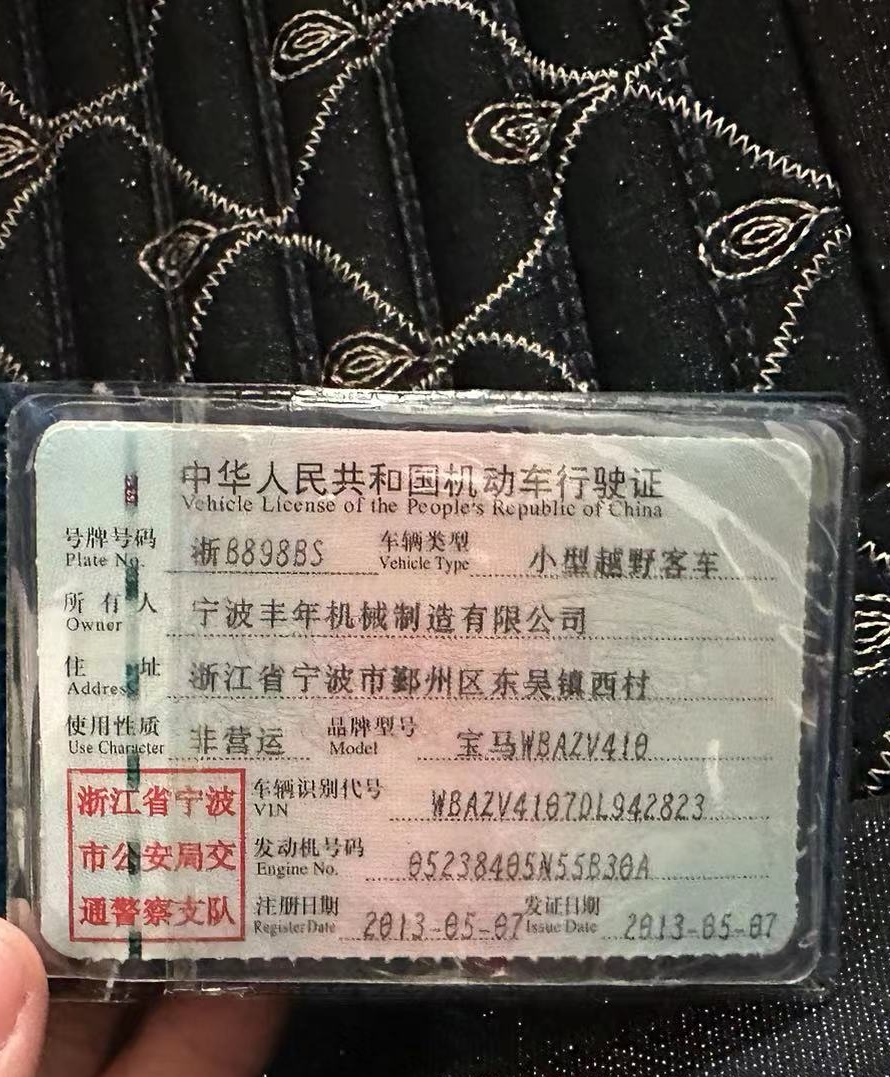 中华人民共和国机动车行驶证
Vehicle License of the People's Republic of China
号牌号码 浙B898BS 车辆类型 小型越野客车
Plate No. Vehicle Type
所有人 宁波丰年机械制造有限公司
Owner
住址 浙江省宁波市鄞州区东吴镇西村
Address
使用性质 非营运 品牌型号 宝马WBAZV410
Use Character Model
浙江省宁波
市公安局交
通警察支队
车辆识别代号 WBAZV4107DL942823
VIN
发动机号码 05238405N55B30A
Engine No.
注册日期 2013-05-07 发证日期 2013-05-07
Register Date Issue Date